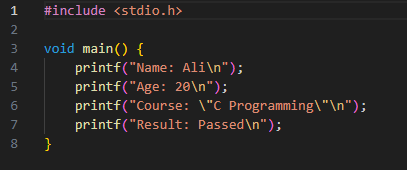 1 #include <stdio.h>
2
3 void main() {
4     printf("Name: Ali\n");
5     printf("Age: 20\n");
6     printf("Course: \"C Programming\"\n");
7     printf("Result: Passed\n");
8 }